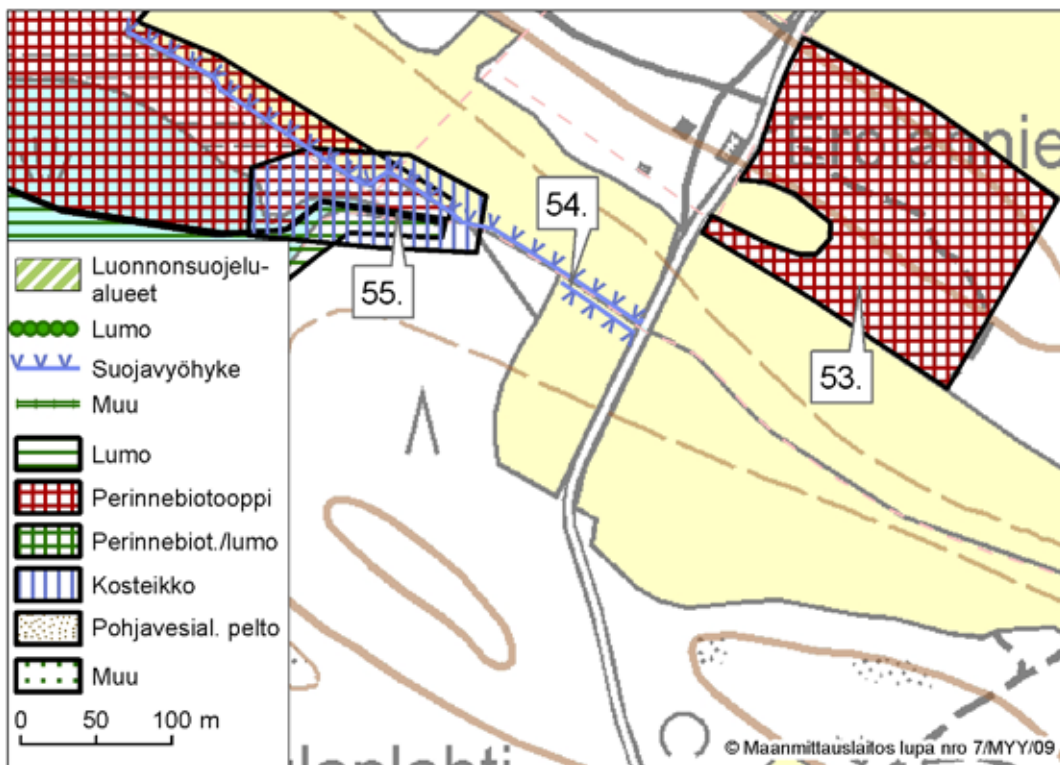 54.
55.
53.
Luonnonsuojelu-
alueet
Lumo
Suojavyöhyke
Muu
Lumo
Perinnebiotooppi
Perinnebiot./lumo
Kosteikko
Pohjavesial. pelto
Muu
0 50 100 m
© Maanmittauslaitos lupa nro 7/MYY/09